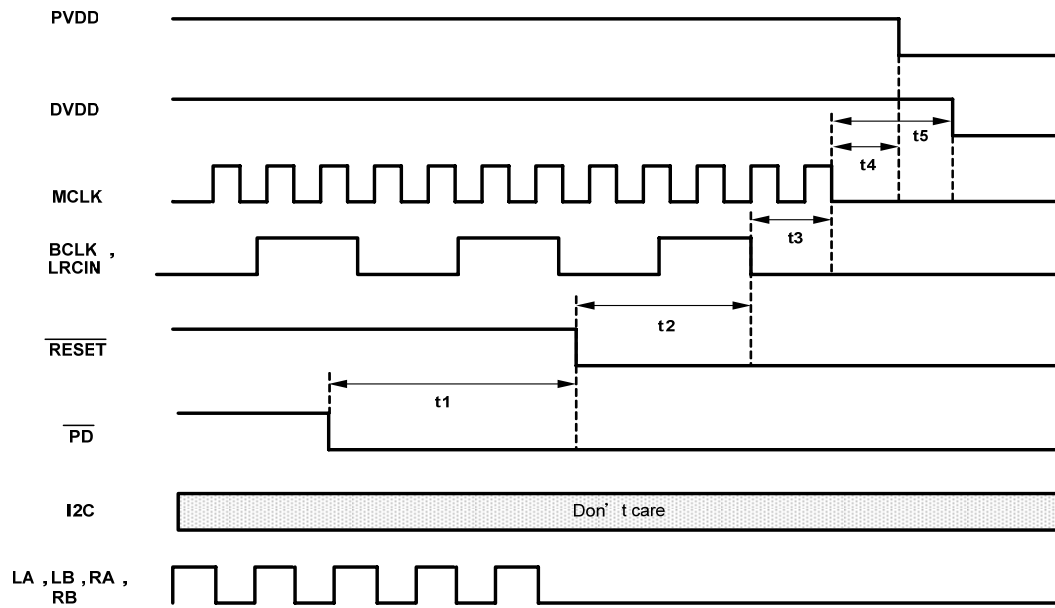 PVDD
DVDD
t5
t4
MCLK
t3
BCLK ,
LRCIN
t2
RESET
t1
PD
I2C
Don' t care
LA , LB , RA ,
RB